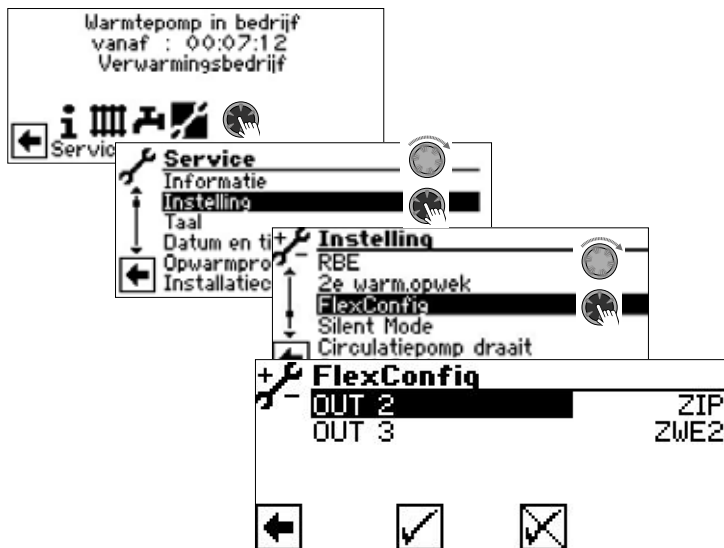 Warmtepomp in bedrijf
vanaf : 00:07:12
Verwarmingsbedrijf
Servic
Service
Informatie
Instelling
Taal
Datum en ti
Opwarmpro
Installatiec
Instelling
RBE
2e warm.opwek
FlexConfig
Silent Mode
Circulatiepomp draait
FlexConfig
OUT 2 ZIP
OUT 3 ZWE2